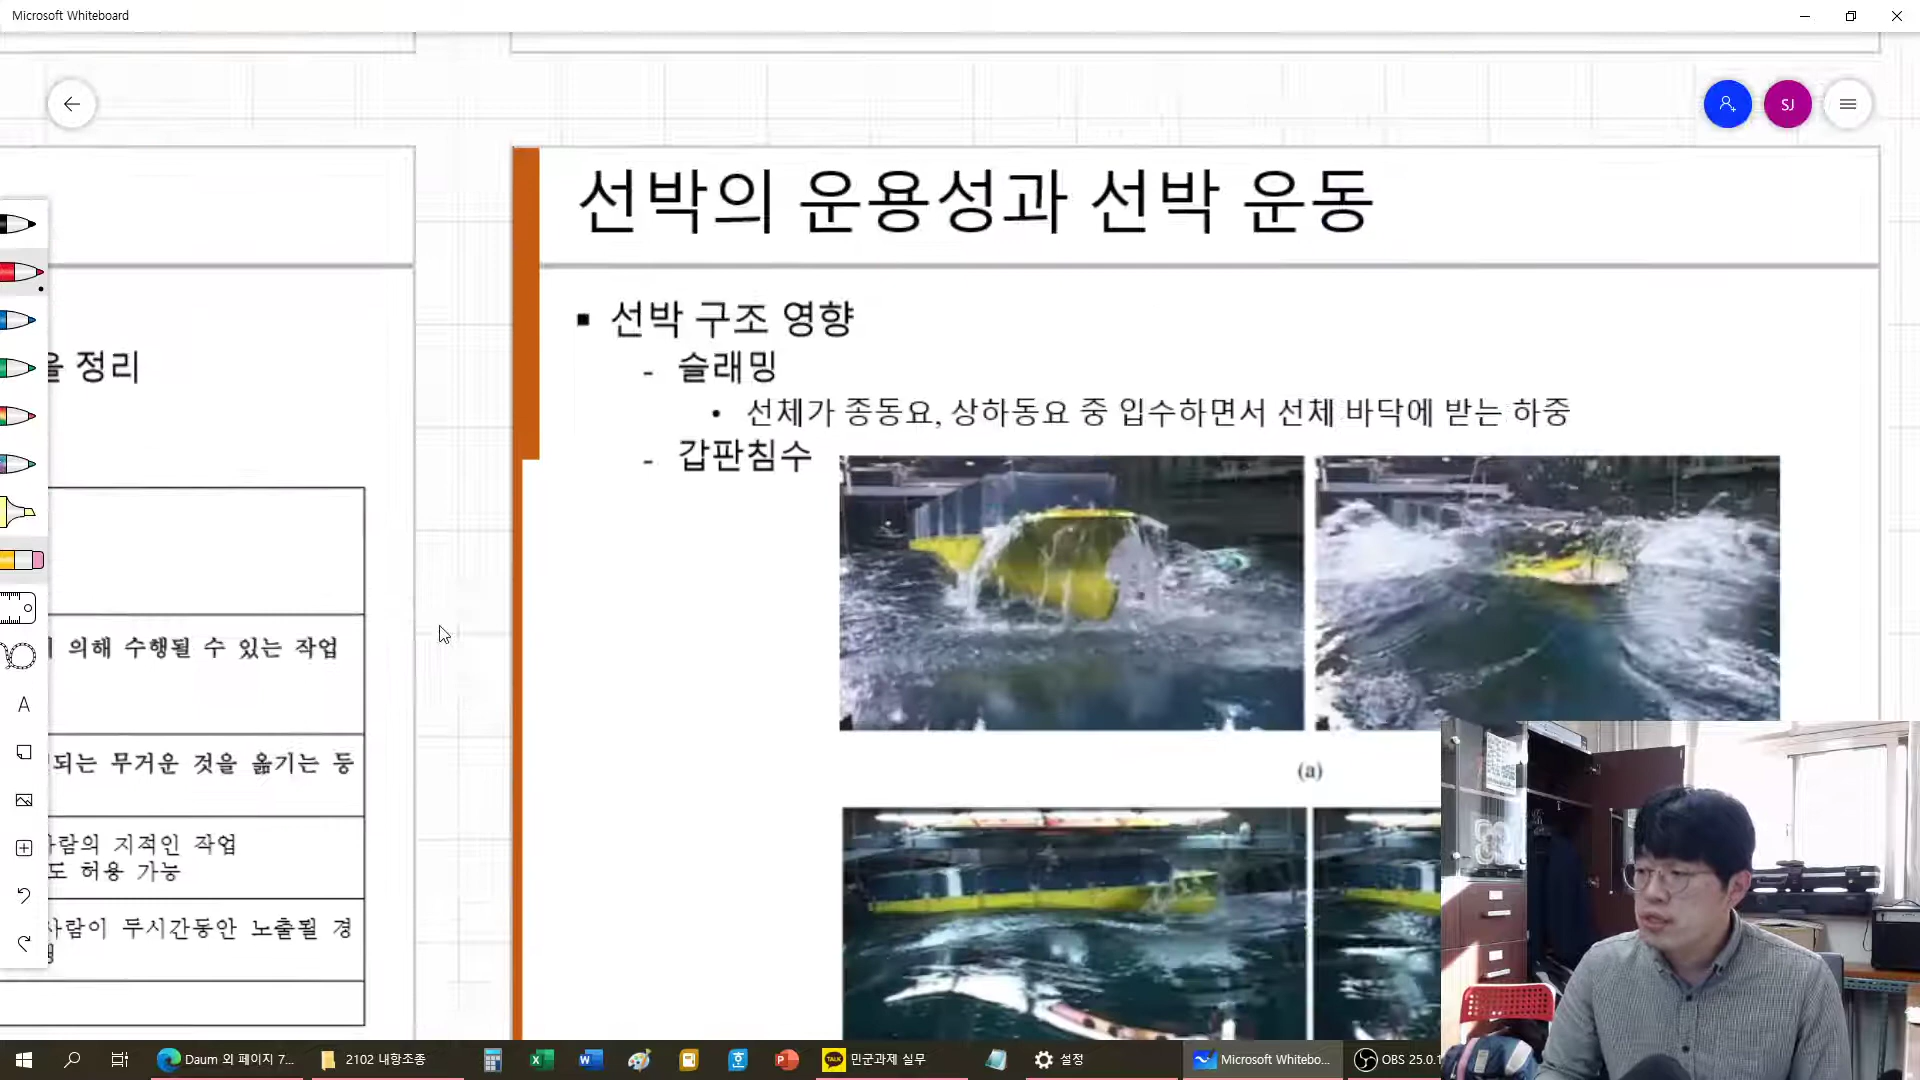 Microsoft Whiteboard
SJ
선박의 운용성과 선박 운동
▪ 선박 구조 영향
- 슬래밍
• 선체가 종동요, 상하동요 중 입수하면서 선체 바닥에 받는 하중
- 갑판침수
(a)
을 정리
의해 수행될 수 있는 작업
되는 무거운 것을 옮기는 등
사람의 지적인 작업
도 허용 가능
사람이 두시간동안 노출될 경
A
Daum 외 페이지 7...
2102 내항조종
민군과제 실무
설정
Microsoft Whitebo...
OBS 25.0.1